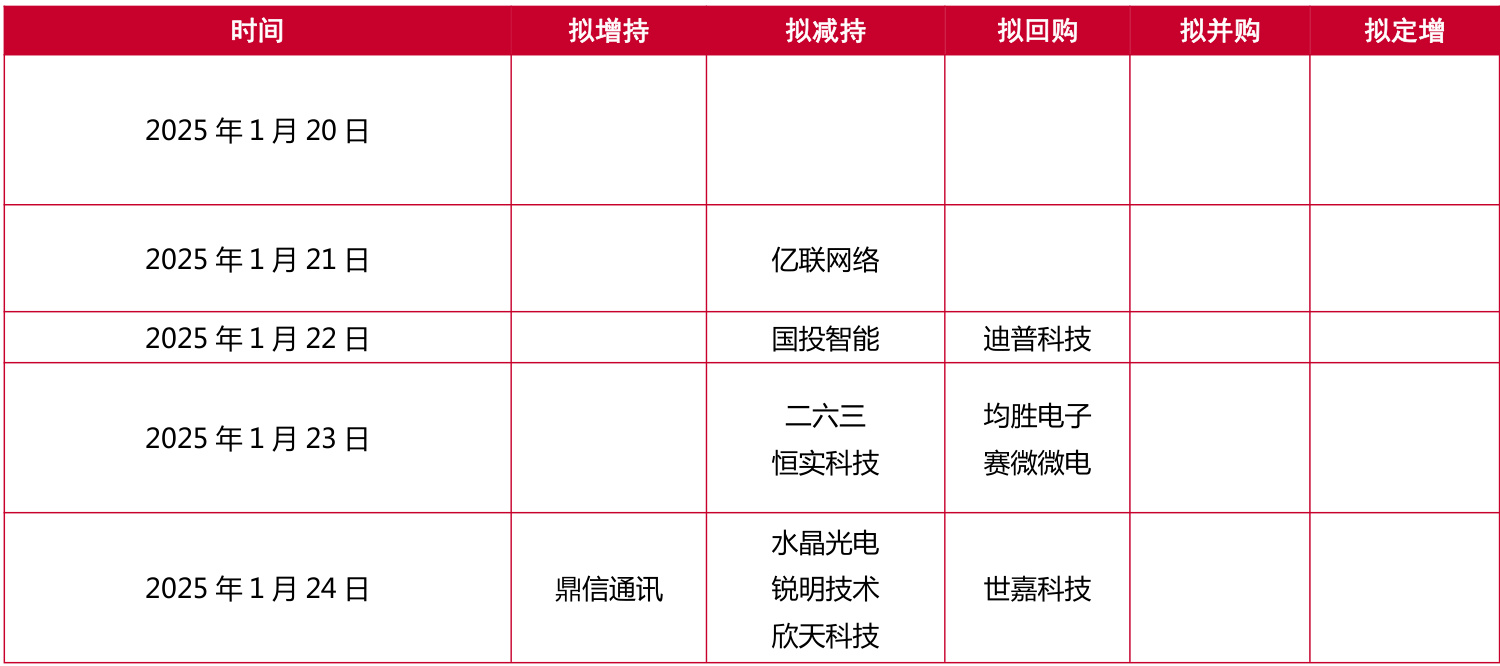 时间 拟增持 拟减持 拟回购 拟并购 拟定增
2025 年 1 月 20 日
2025 年 1 月 21 日 亿联网络
2025 年 1 月 22 日 国投智能 迪普科技
2025 年 1 月 23 日
二六三 均胜电子
恒实科技 赛微微电
水晶光电
2025 年 1 月 24 日 鼎信通讯 锐明技术 世嘉科技
欣天科技